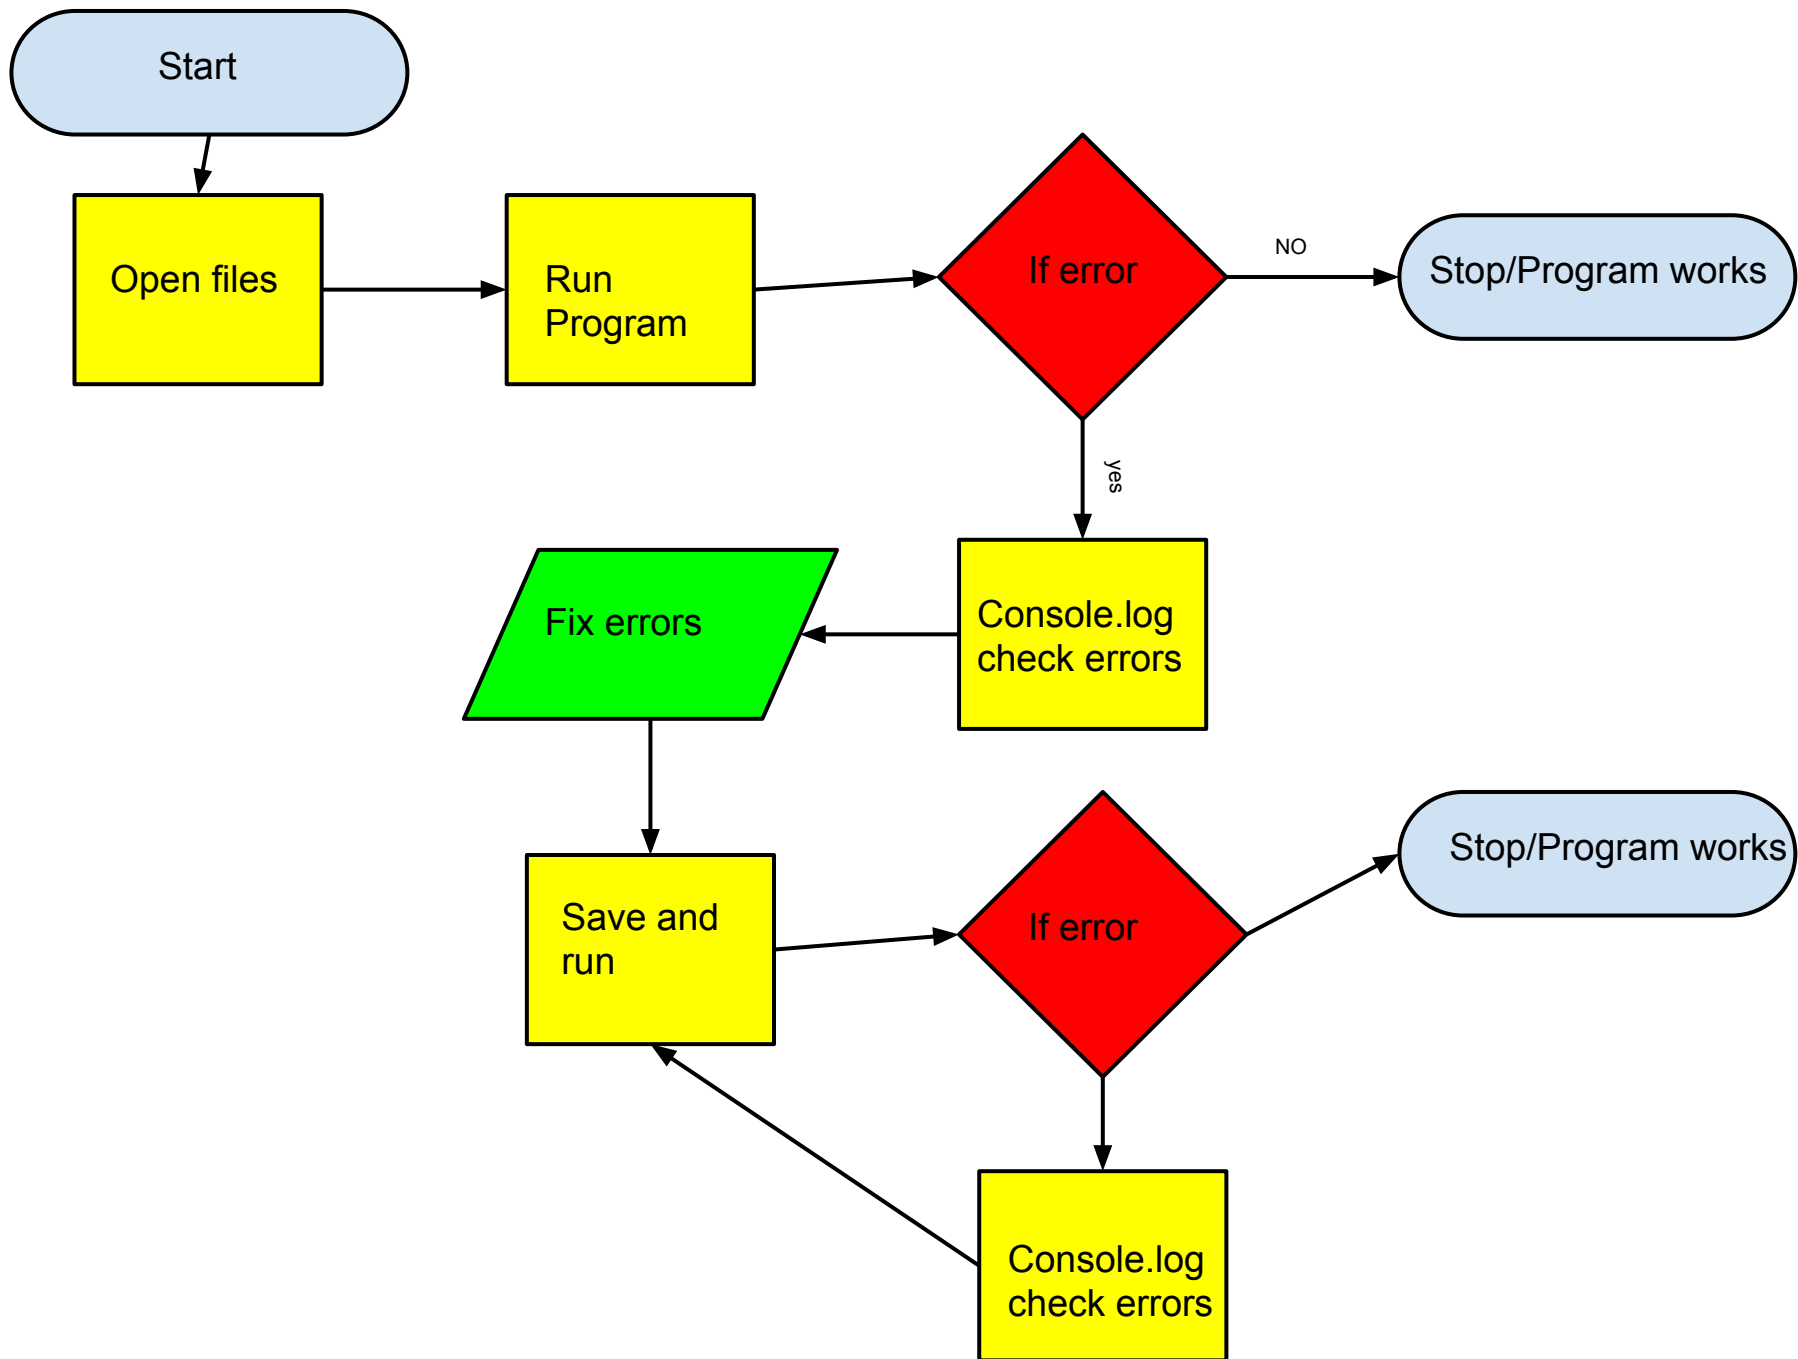 Start
Open files
Run
Program
If error
NO
Stop/Program works
yes
Fix errors
Console.log
check errors
Save and
run
If error
Stop/Program works
Console.log
check errors